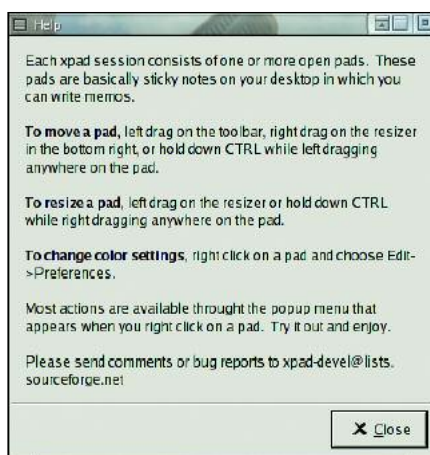 Help
Each xpad session consists of one or more open pads. These
pads are basically sticky notes on your desktop in which you
can write memos.
To move a pad, left drag on the toolbar, right drag on the resizer
in the bottom right, or hold down CTRL while left dragging
anywhere on the pad.
To resize a pad, left drag on the resizer or hold down CTRL
while right dragging anywhere on the pad.
To change color settings, right click on a pad and choose Edit-
>Preferences.
Most actions are available throught the popup menu that
appears when you right click on a pad. Try it out and enjoy.
Please send comments or bug reports to xpad-devel@lists.
sourceforge.net
Close